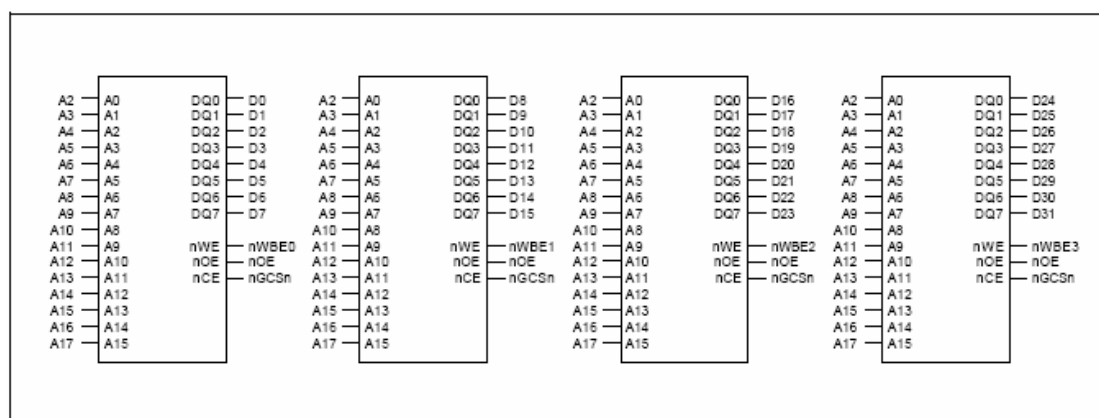 A2 A0 DQ0 D0 A2 A0 DQ0 D8 A2 A0 DQ0 D16 A2 A0 DQ0 D24
A3 A1 DQ1 D1 A3 A1 DQ1 D9 A3 A1 DQ1 D17 A3 A1 DQ1 D25
A4 A2 DQ2 D2 A4 A2 DQ2 D10 A4 A2 DQ2 D18 A4 A2 DQ2 D26
A5 A3 DQ3 D3 A5 A3 DQ3 D11 A5 A3 DQ3 D19 A5 A3 DQ3 D27
A6 A4 DQ4 D4 A6 A4 DQ4 D12 A6 A4 DQ4 D20 A6 A4 DQ4 D28
A7 A5 DQ5 D5 A7 A5 DQ5 D13 A7 A5 DQ5 D21 A7 A5 DQ5 D29
A8 A6 DQ6 D6 A8 A6 DQ6 D14 A8 A6 DQ6 D22 A8 A6 DQ6 D30
A9 A7 DQ7 D7 A9 A7 DQ7 D15 A9 A7 DQ7 D23 A9 A7 DQ7 D31
A10 A8 A10 A8 A10 A8 A10 A8
A11 A9 nWE nWBE0 A11 A9 nWE nWBE1 A11 A9 nWE nWBE2 A11 A9 nWE nWBE3
A12 A10 nOE nOE A12 A10 nOE nOE A12 A10 nOE nOE A12 A10 nOE nOE
A13 A11 nCE nGCSn A13 A11 nCE nGCSn A13 A11 nCE nGCSn A13 A11 nCE nGCSn
A14 A12 A14 A12 A14 A12 A14 A12
A15 A13 A15 A13 A15 A13 A15 A13
A16 A14 A16 A14 A16 A14 A16 A14
A17 A15 A17 A15 A17 A15 A17 A15